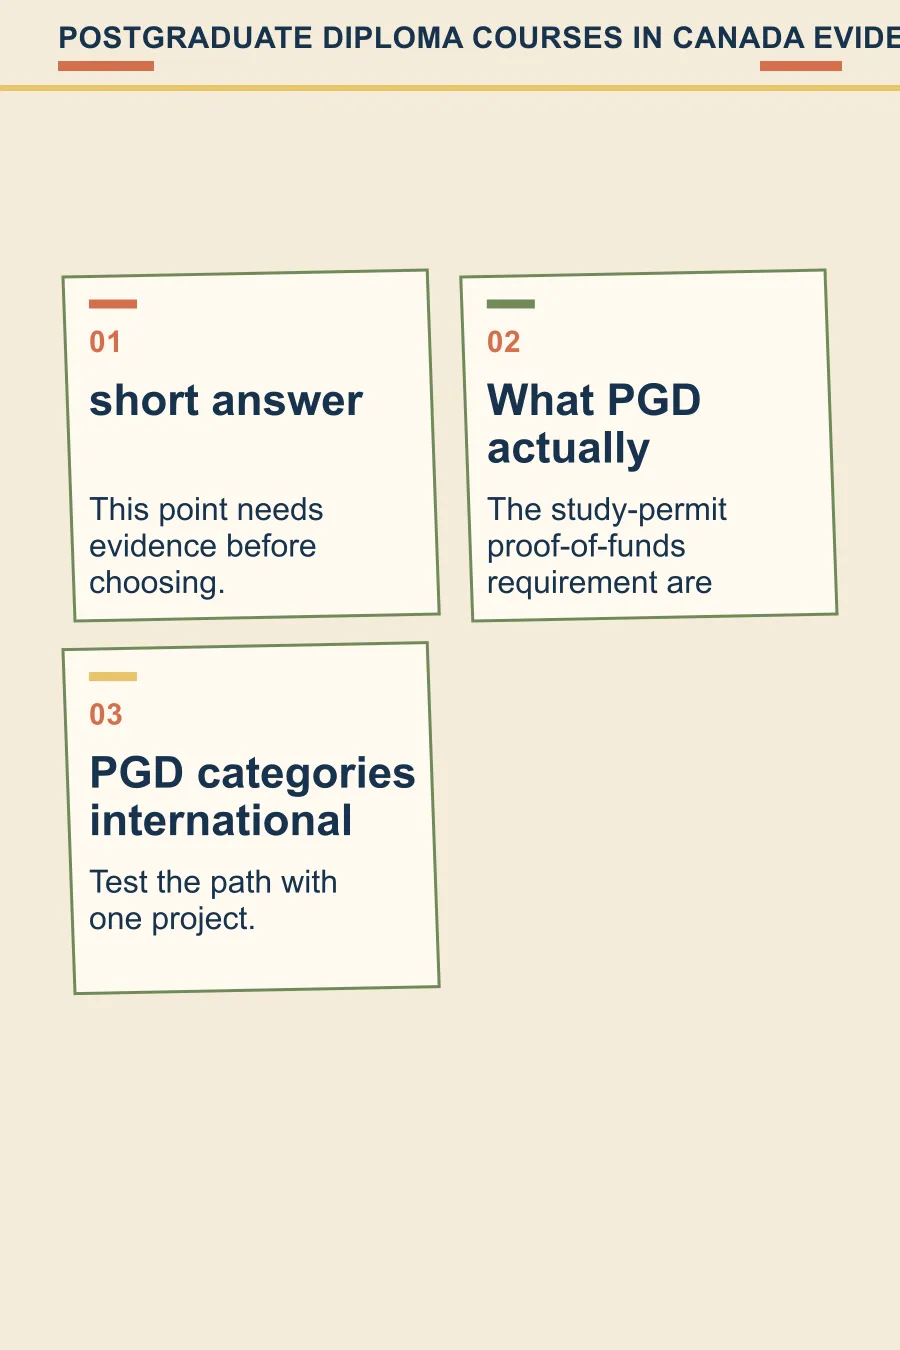 POSTGRADUATE DIPLOMA COURSES IN CANADA EVIDE
01
short answer
This point needs
evidence before
choosing.
02
What PGD
actually
The study-permit
proof-of-funds
requirement are
03
PGD categories
international
Test the path with
one project.